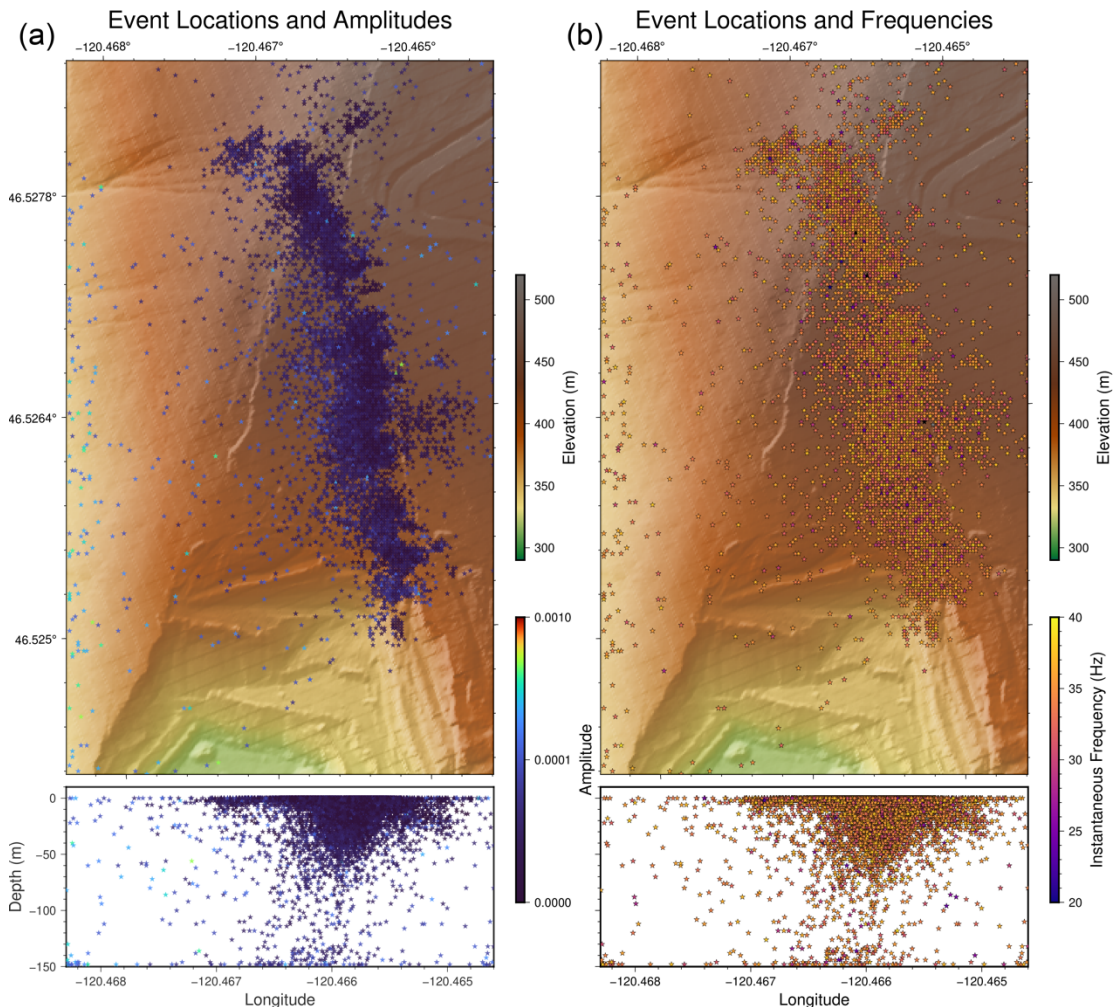 Event Locations and Amplitudes
(a)
−120.468° −120.467° −120.465°
46.5278°
46.5264°
46.525°
500
450
400
350
300
Elevation (m)
0.0010
0.0001
0.0000
Amplitude
0
−50
−100
−150
Depth (m)
−120.468 −120.467 −120.466 −120.465
Longitude
Event Locations and Frequencies
(b)
−120.468° −120.467° −120.465°
500
450
400
350
300
Elevation (m)
40
35
30
25
20
Instantaneous Frequency (Hz)
−120.468 −120.467 −120.466 −120.465
Longitude